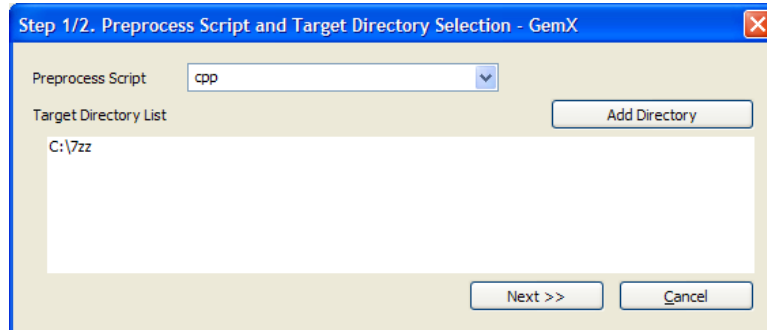 Step 1/2. Preprocess Script and Target Directory Selection - GemX
Preprocess Script cpp
Target Directory List Add Directory
C:\7zz
Next >> Cancel